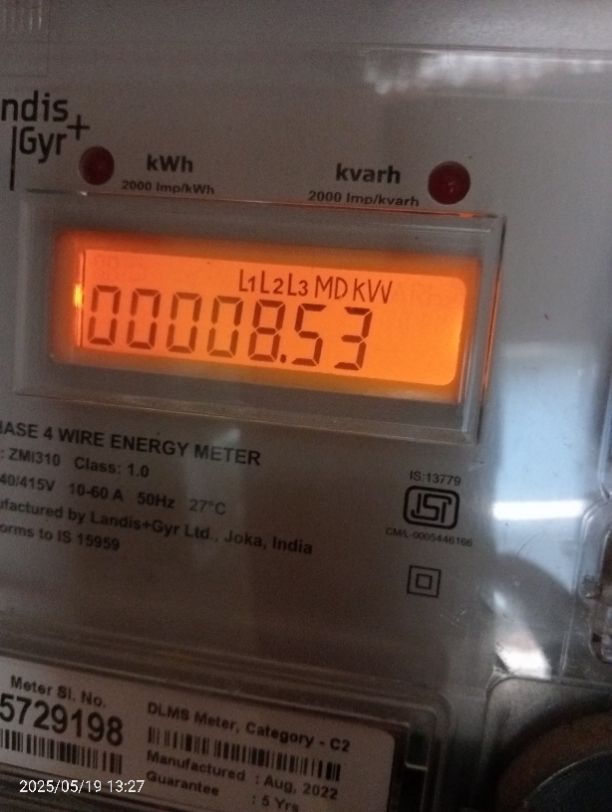 ndis
Gyr+
kWh
2000 Imp/kWh
kvarh
2000 Imp/kvarh
L1L2L3 MD KW
000008.53
HASE 4 WIRE ENERGY METER
: ZMi310 Class: 1.0
40/415V 10-60 A 50Hz 27°C
ufactured by Landis+Gyr Ltd., Joka, India
orms to IS 15959
IS:13779
ISI
CM/L-0005446166
Meter Sl. No.
5729198
DLMS Meter, Category - C2
Manufactured : Aug, 2022
Guarantee : 5 Yrs
2025/05/19 13:27